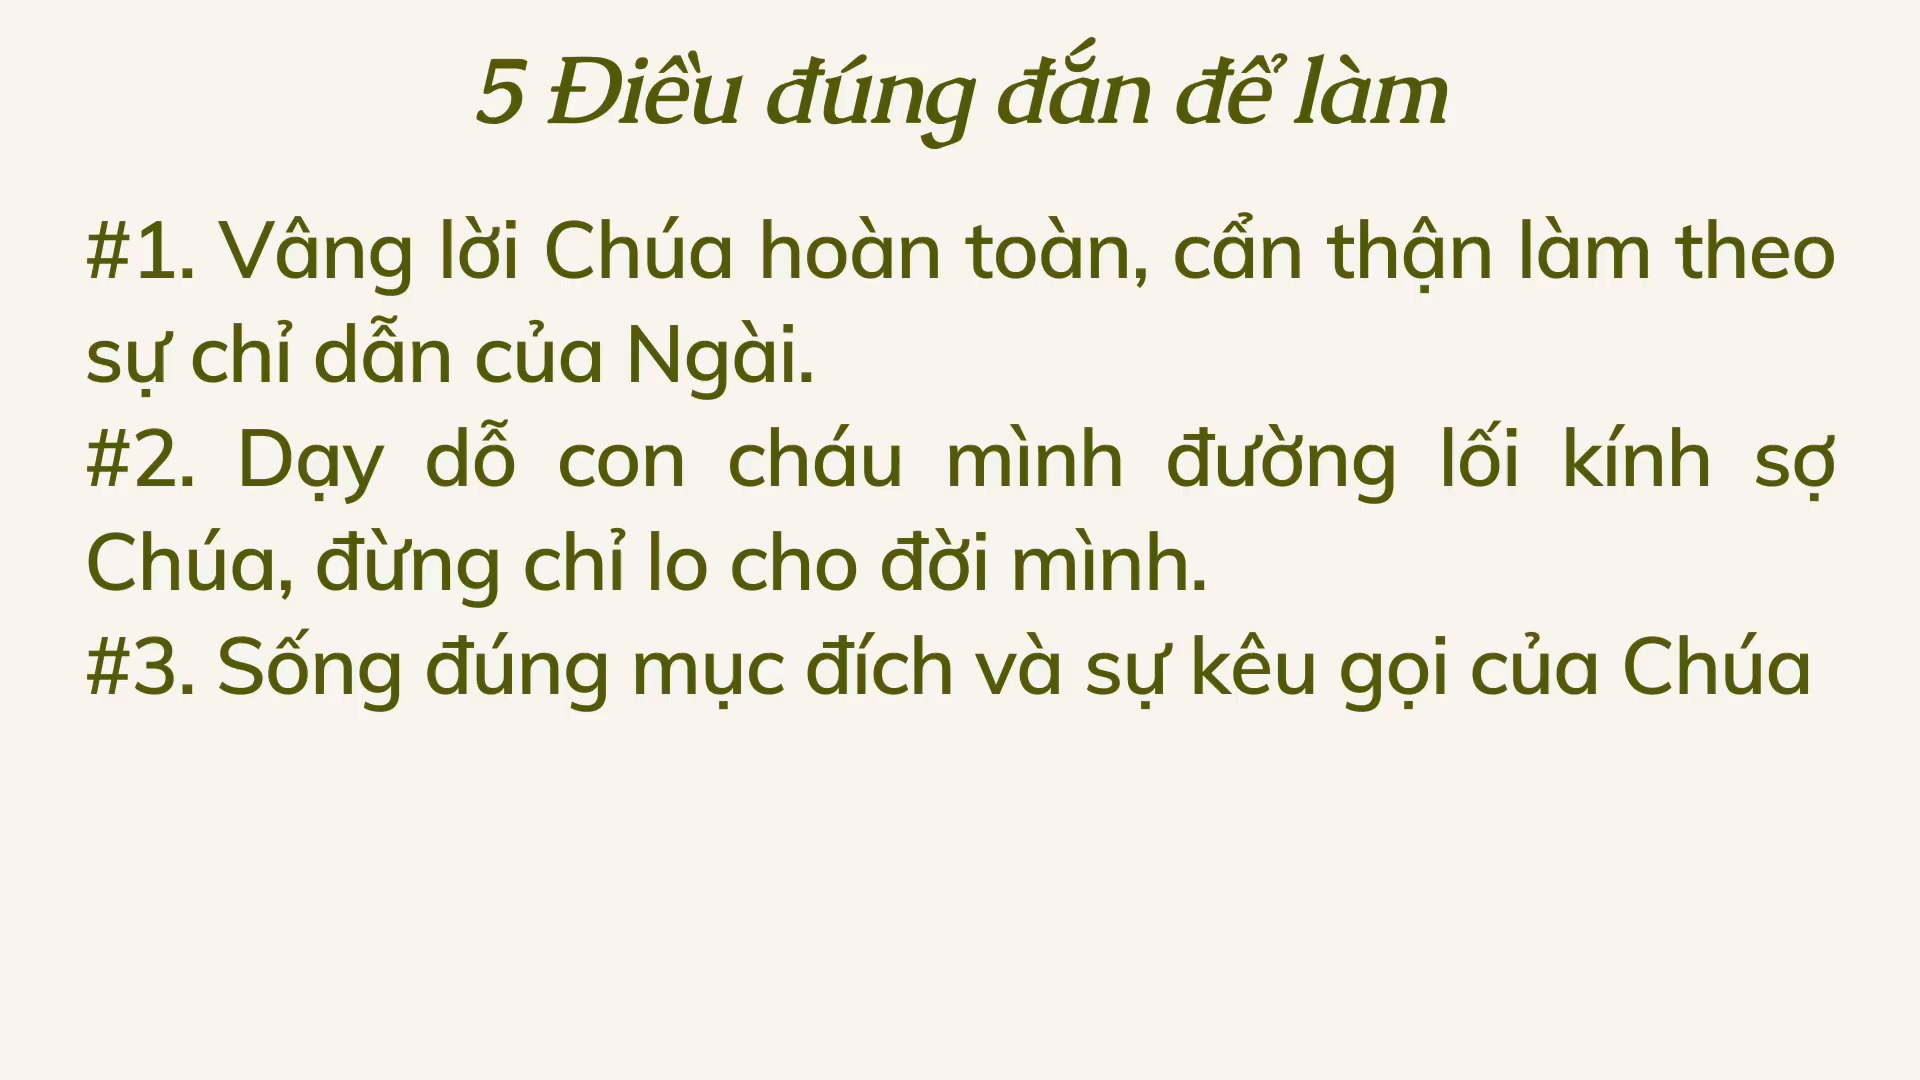 5 Điều đúng đắn để làm
#1. Vâng lời Chúa hoàn toàn, cẩn thận làm theo
sự chỉ dẫn của Ngài.
#2. Dạy dỗ con cháu mình đường lối kính sợ
Chúa, đừng chỉ lo cho đời mình.
#3. Sống đúng mục đích và sự kêu gọi của Chúa